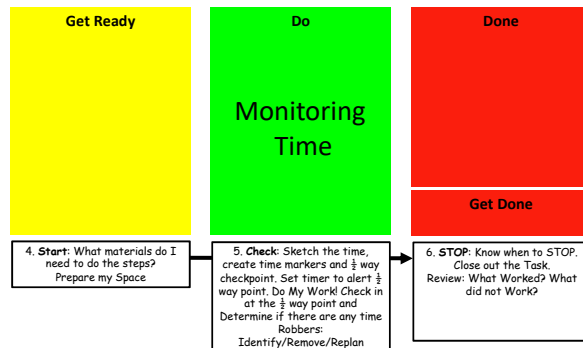 Get Ready
Do
Done
Monitoring
Time
Get Done
4. Start: What materials do I
need to do the steps?
Prepare my Space
5. Check: Sketch the time,
create time markers and ½ way
checkpoint. Set timer to alert ½
way point. Do My Work! Check in
at the ½ way point and
Determine if there are any time
Robbers:
Identify/Remove/Replan
6. STOP: Know when to STOP.
Close out the Task.
Review: What Worked? What
did not Work?